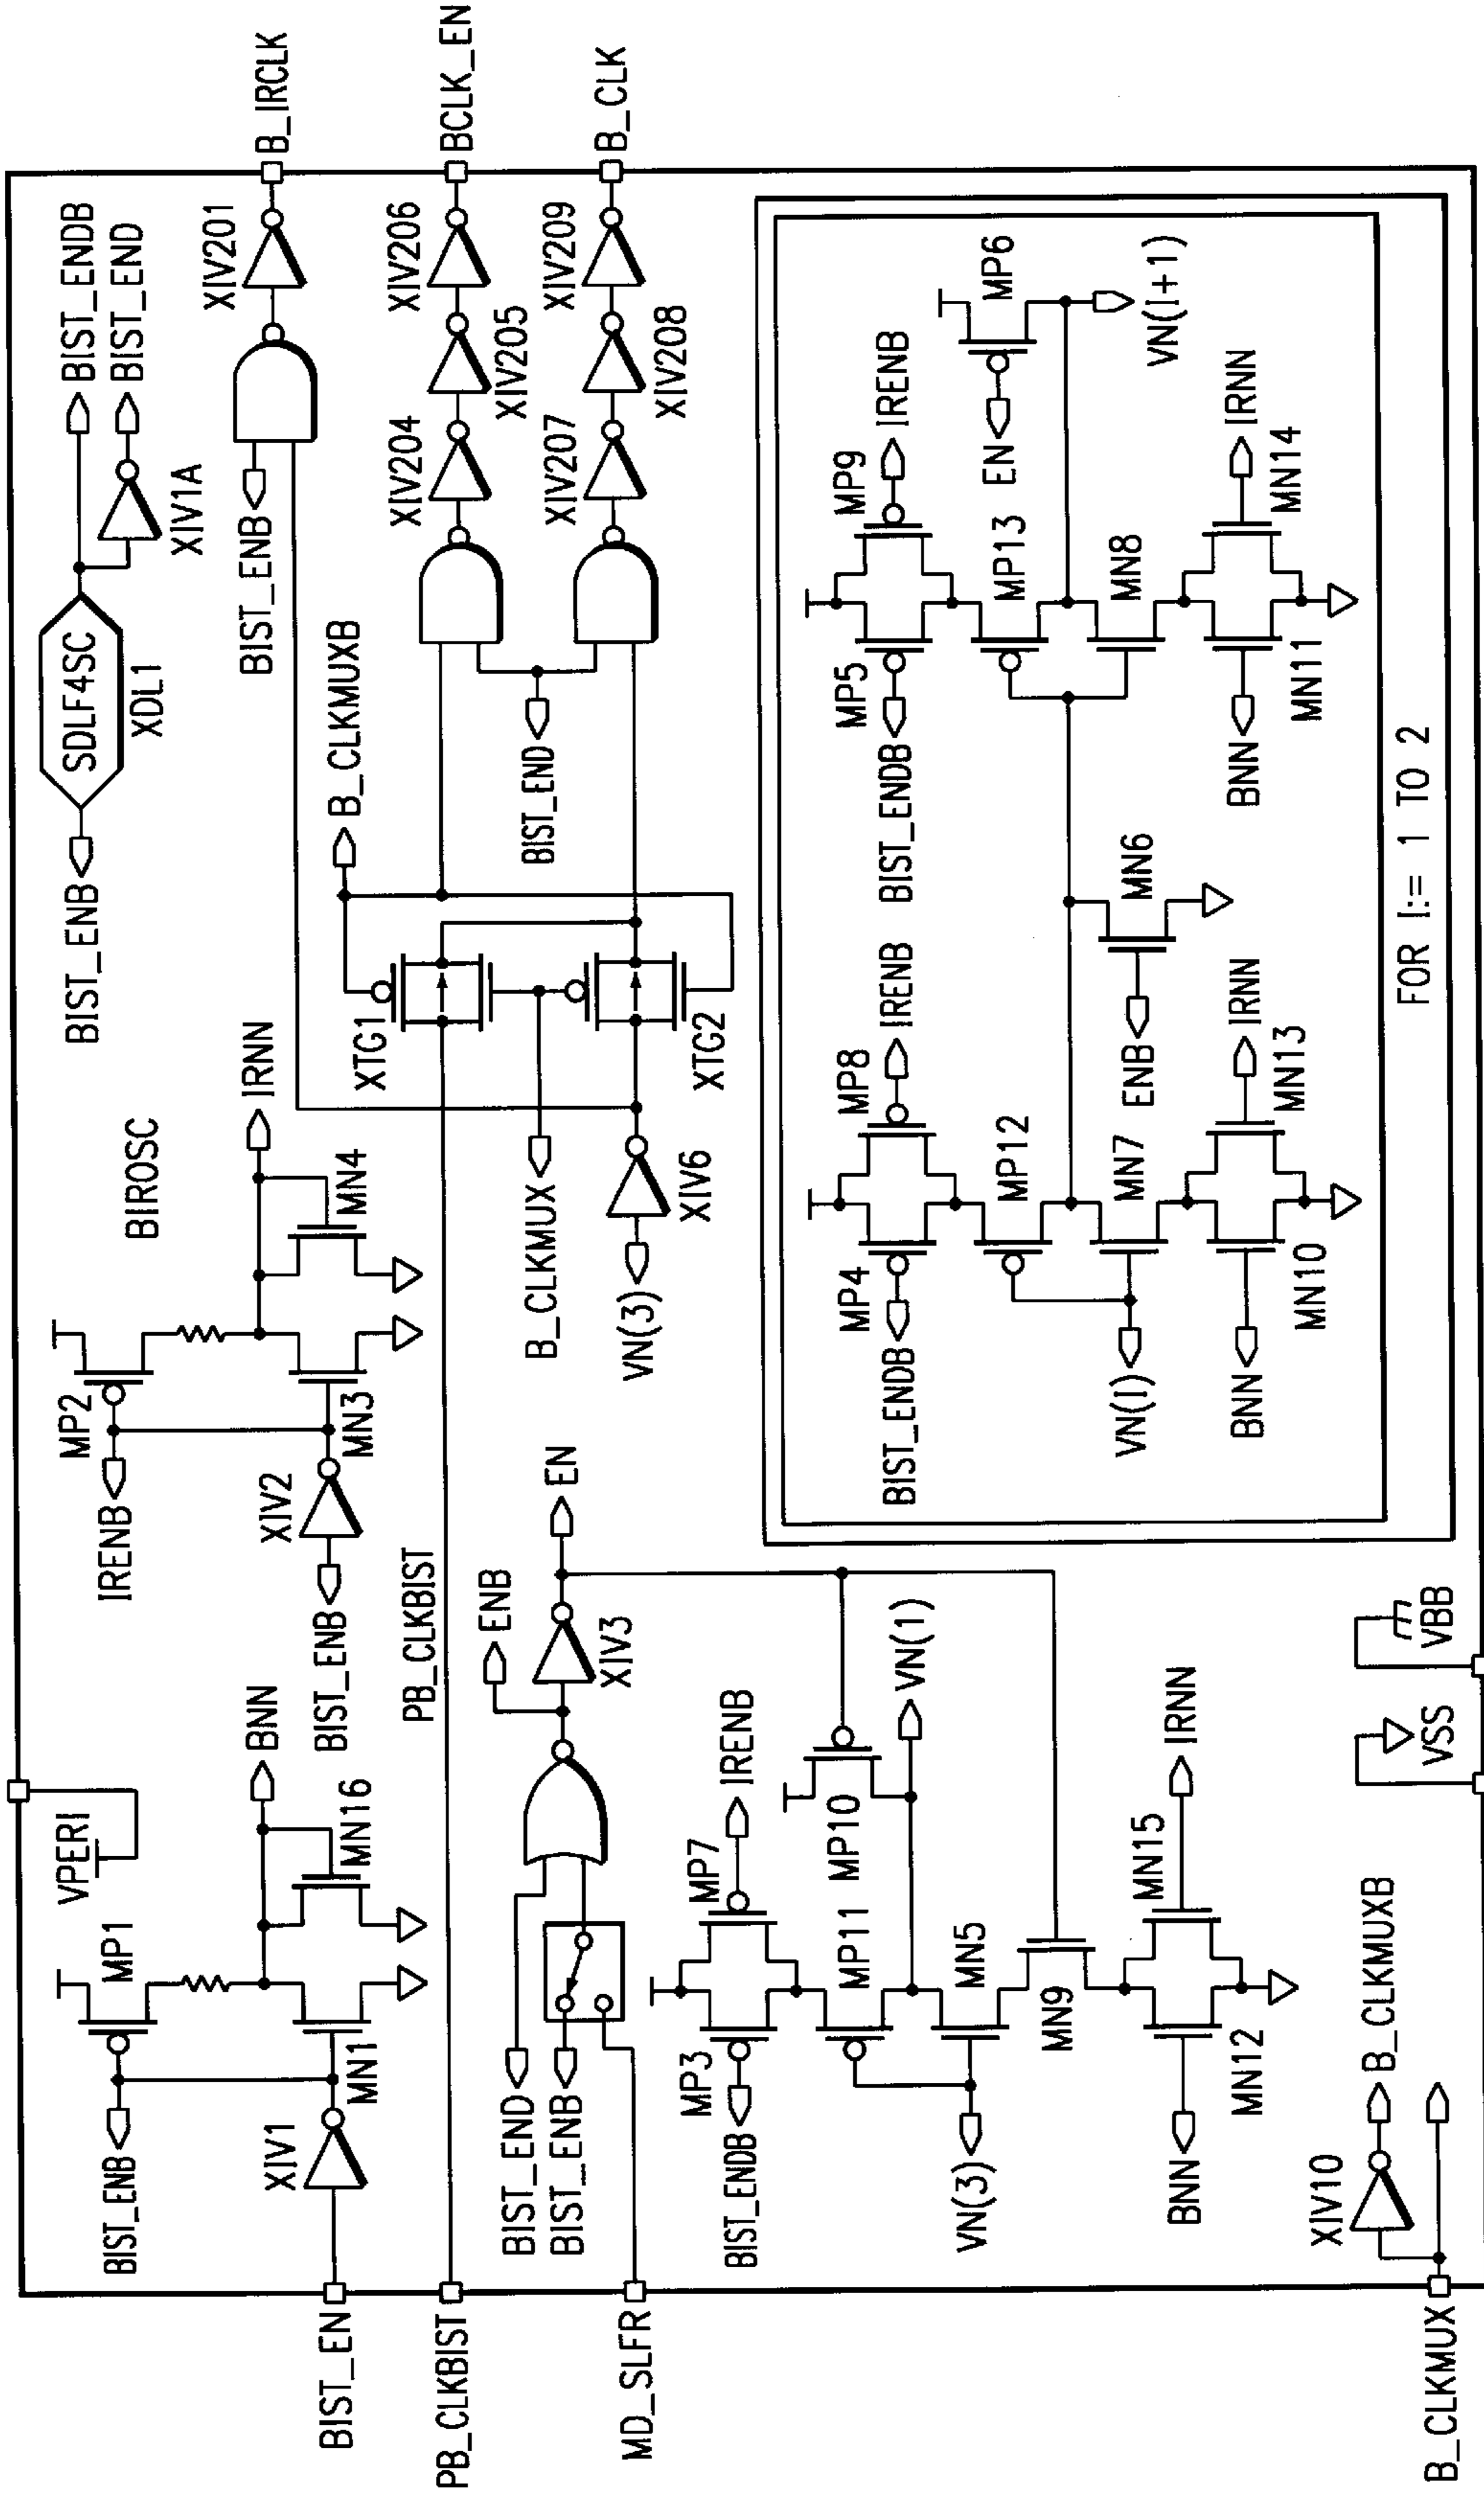 BIST_EN
PB_CLKBIST
MD_SLFR
B_CLKMUX
BIST_ENB
MP1
VPERI
XIV1
MN1
MN16
BNN
IRENB
MP2
XIV2
BIST_ENB
MN3
MN4
IRNN
BIROSC
BIST_ENB
SDLF4SC
XDL1
BIST_ENDB
BIST_END
XIV1A
BIST_ENB
XIV201
B_IRCLK
PB_CLKBIST
XTG1
B_CLKMUXB
B_CLKMUX
XTG2
VN(3)
XIV6
BIST_END
XIV204
XIV205
XIV206
BCLK_EN
XIV207
XIV208
XIV209
B_CLK
BIST_END
BIST_ENB
ENB
XIV3
EN
BIST_ENDB
MP3
MP7
IRENB
MP11
MP10
VN(1)
VN(3)
MN5
MN9
BNN
MN12
MN15
IRNN
XIV10
B_CLKMUXB
VSS
VBB
BIST_ENDB
MP4
MP8
IRENB
MP12
VN(I)
MN7
BNN
MN10
MN13
IRNN
ENB
MN6
BIST_ENDB
MP5
MP9
IRENB
MP13
EN
MP6
VN(I+1)
MN8
BNN
MN11
MN14
IRNN
FOR I:= 1 TO 2